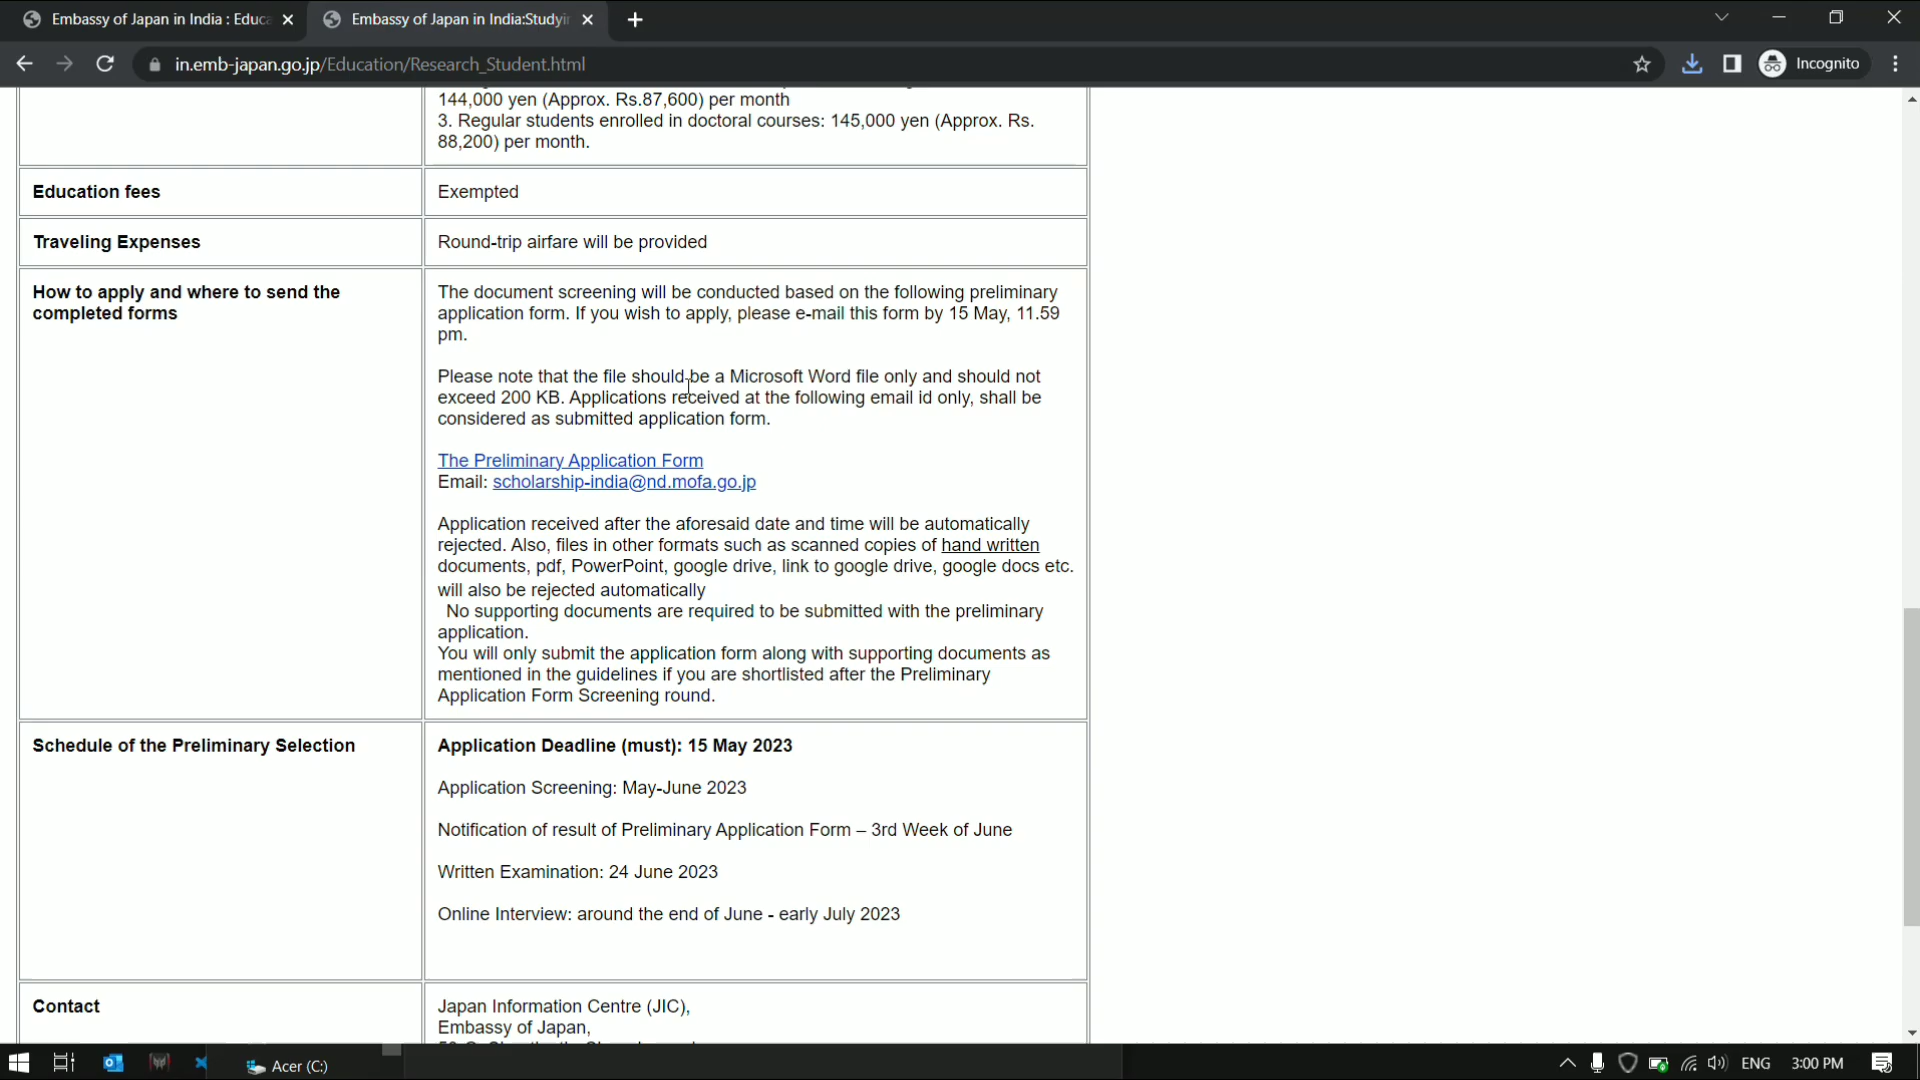 Embassy of Japan in India : Educa
Embassy of Japan in India:Studyin
in.emb-japan.go.jp/Education/Research_Student.html
Incognito
144,000 yen (Approx. Rs.87,600) per month
3. Regular students enrolled in doctoral courses: 145,000 yen (Approx. Rs.
88,200) per month.
Education fees
Exempted
Traveling Expenses
Round-trip airfare will be provided
How to apply and where to send the
completed forms
The document screening will be conducted based on the following preliminary
application form. If you wish to apply, please e-mail this form by 15 May, 11.59
pm.
Please note that the file should be a Microsoft Word file only and should not
exceed 200 KB. Applications received at the following email id only, shall be
considered as submitted application form.
The Preliminary Application Form
Email: scholarship-india@nd.mofa.go.jp
Application received after the aforesaid date and time will be automatically
rejected. Also, files in other formats such as scanned copies of hand written
documents, pdf, PowerPoint, google drive, link to google drive, google docs etc.
will also be rejected automatically
No supporting documents are required to be submitted with the preliminary
application.
You will only submit the application form along with supporting documents as
mentioned in the guidelines if you are shortlisted after the Preliminary
Application Form Screening round.
Schedule of the Preliminary Selection
Application Deadline (must): 15 May 2023
Application Screening: May-June 2023
Notification of result of Preliminary Application Form – 3rd Week of June
Written Examination: 24 June 2023
Online Interview: around the end of June - early July 2023
Contact
Japan Information Centre (JIC),
Embassy of Japan,
Acer (C:)
ENG
3:00 PM